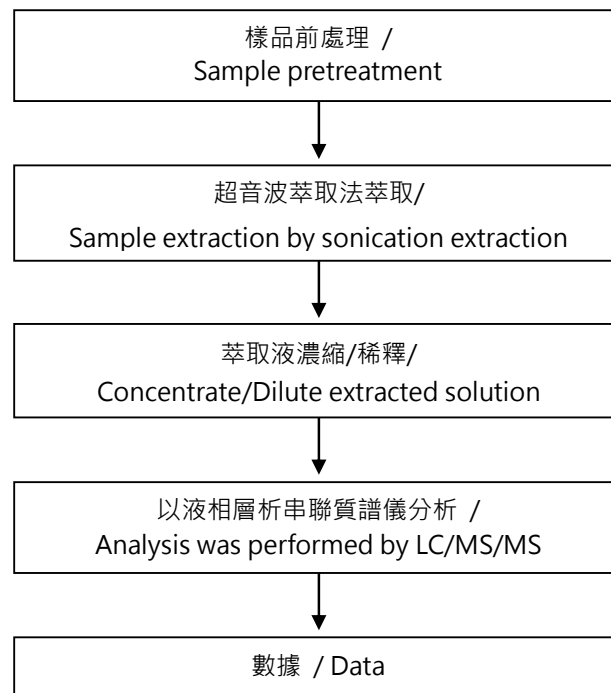 樣品前處理 /
Sample pretreatment
超音波萃取法萃取/
Sample extraction by sonication extraction
萃取液濃縮/稀釋/
Concentrate/Dilute extracted solution
以液相層析串聯質譜儀分析 /
Analysis was performed by LC/MS/MS
數據 / Data